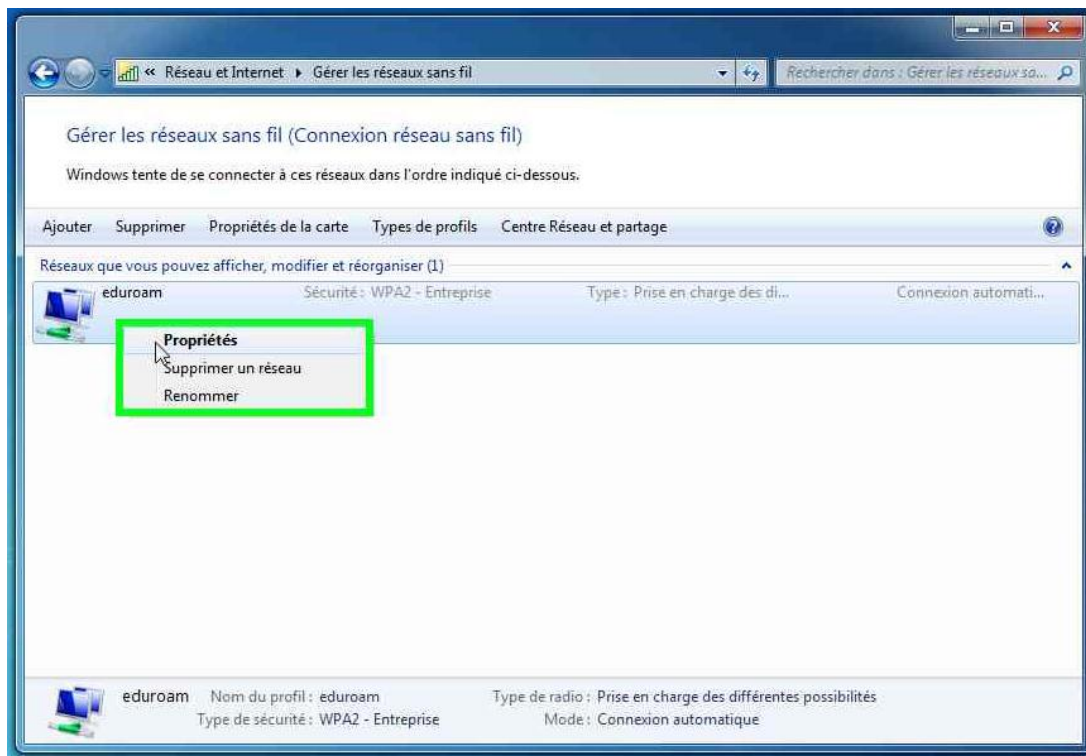 « Réseau et Internet ▸ Gérer les réseaux sans fil
Rechercher dans : Gérer les réseaux sa...
Gérer les réseaux sans fil (Connexion réseau sans fil)
Windows tente de se connecter à ces réseaux dans l'ordre indiqué ci-dessous.
Ajouter Supprimer Propriétés de la carte Types de profils Centre Réseau et partage
Réseaux que vous pouvez afficher, modifier et réorganiser (1)
eduroam Sécurité : WPA2 - Entreprise Type : Prise en charge des di... Connexion automati...
Propriétés
Supprimer un réseau
Renommer
eduroam Nom du profil : eduroam Type de radio : Prise en charge des différentes possibilités
Type de sécurité : WPA2 - Entreprise Mode : Connexion automatique